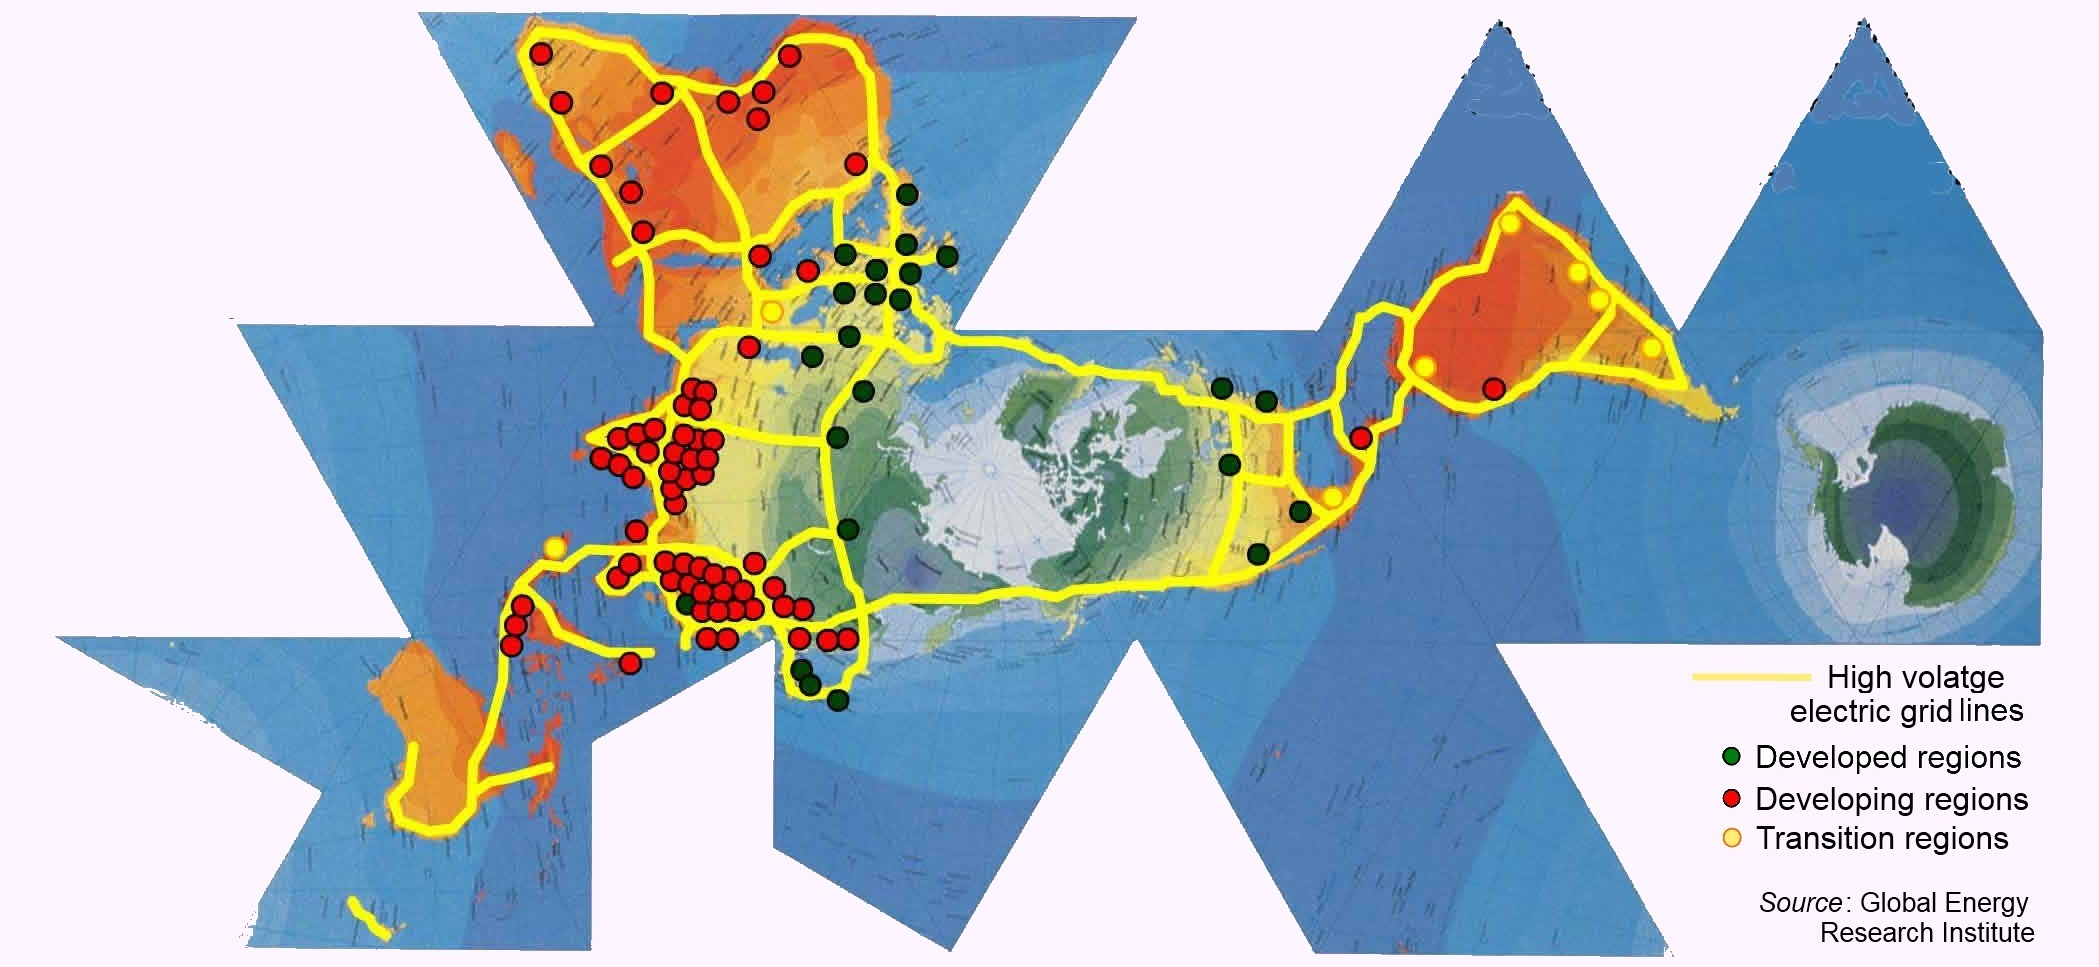 High volatge
electric grid lines
Developed regions
Developing regions
Transition regions
Source: Global Energy
Research Institute